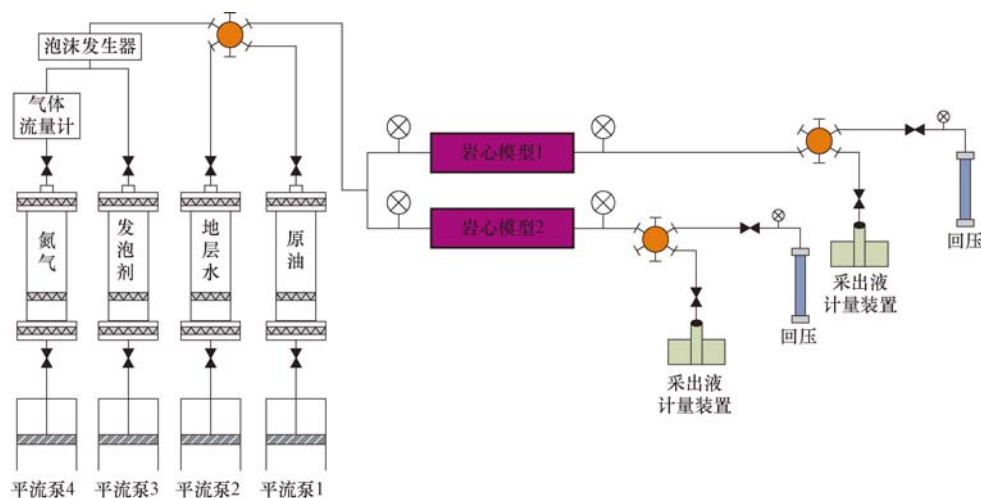 泡沫发生器
气体
流量计
氮气
发泡剂
地层水
原油
岩心模型1
岩心模型2
采出液
计量装置
回压
采出液
计量装置
回压
平流泵4
平流泵3
平流泵2
平流泵1